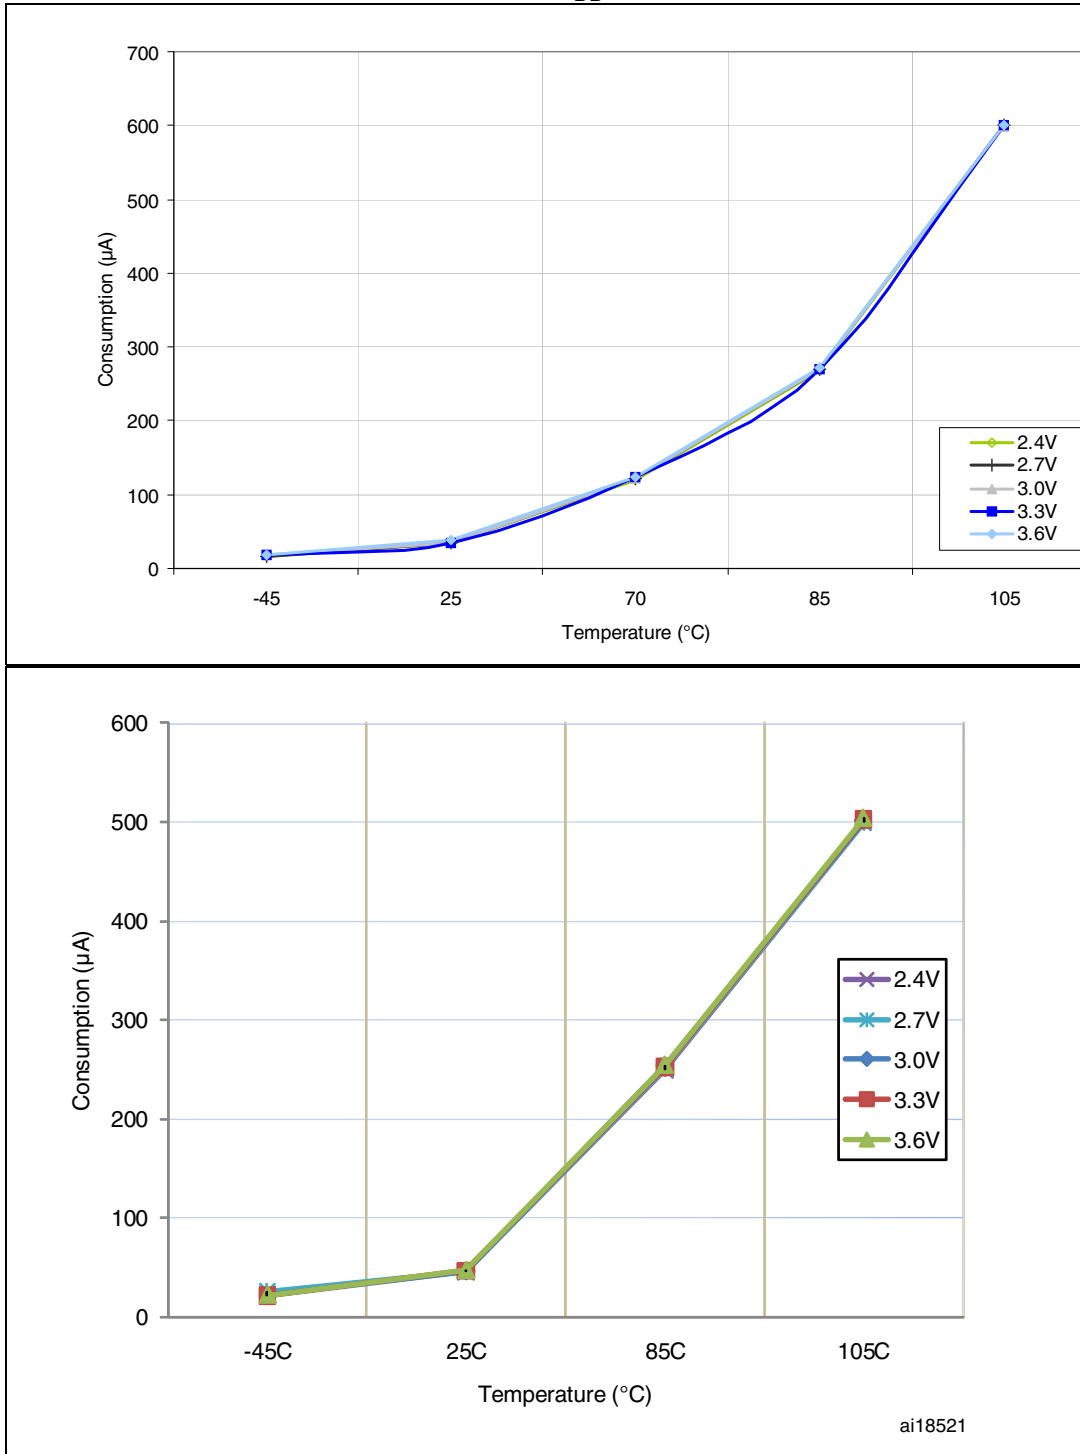 700
600
500
400
300
200
100
0
Consumption (µA)
-45 25 70 85 105
Temperature (°C)
2.4V
2.7V
3.0V
3.3V
3.6V
600
500
400
300
200
100
0
Consumption (µA)
-45C 25C 85C 105C
Temperature (°C)
2.4V
2.7V
3.0V
3.3V
3.6V
ai18521